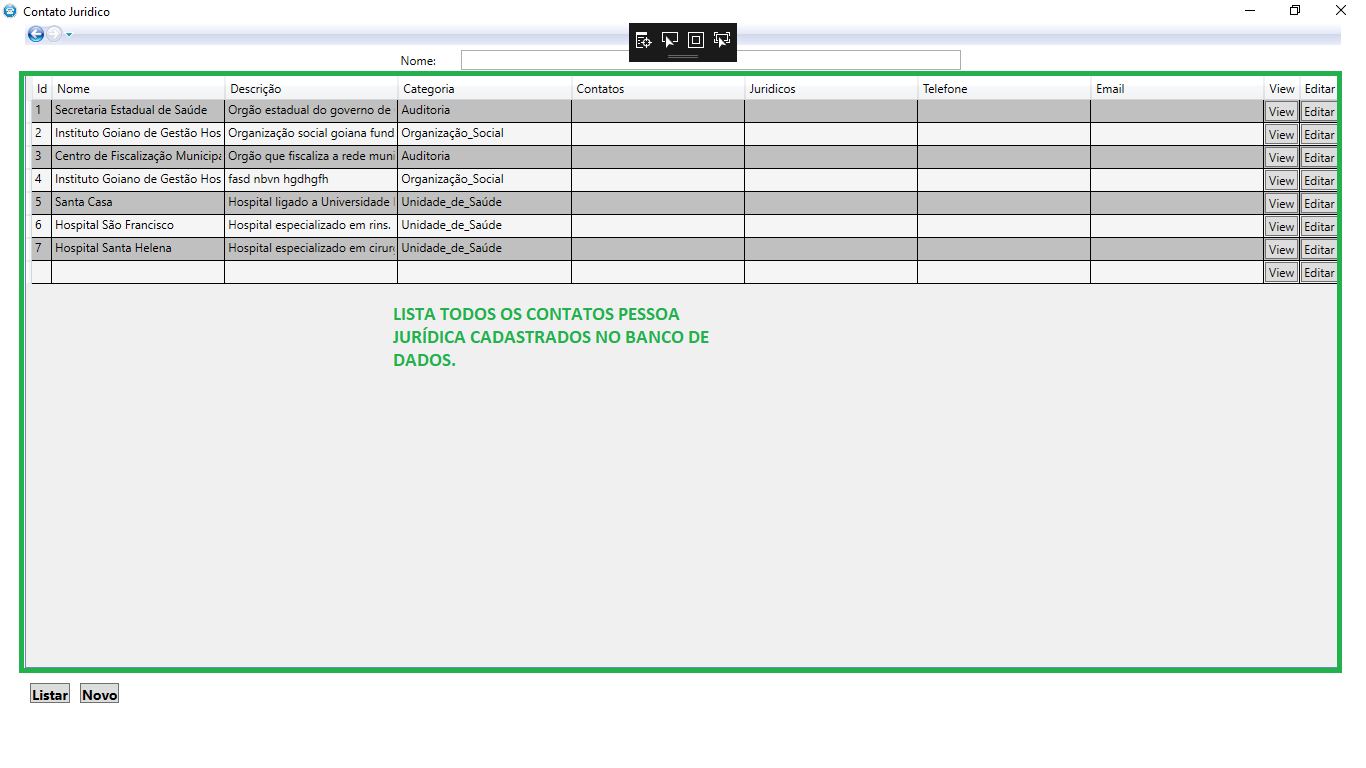 Contato Juridico
Nome:
Id Nome Descrição Categoria Contatos Juridicos Telefone Email View Editar
1 Secretaria Estadual de Saúde Orgão estadual do governo de Auditoria View Editar
2 Instituto Goiano de Gestão Hos Organização social goiana fund Organização_Social View Editar
3 Centro de Fiscalização Municipa Orgão que fiscaliza a rede muni Auditoria View Editar
4 Instituto Goiano de Gestão Hos fasd nbvn hgdhgfh Organização_Social View Editar
5 Santa Casa Hospital ligado a Universidade Unidade_de_Saúde View Editar
6 Hospital São Francisco Hospital especializado em rins. Unidade_de_Saúde View Editar
7 Hospital Santa Helena Hospital especializado em cirur Unidade_de_Saúde View Editar
View Editar
LISTA TODOS OS CONTATOS PESSOA
JURÍDICA CADASTRADOS NO BANCO DE
DADOS.
Listar Novo